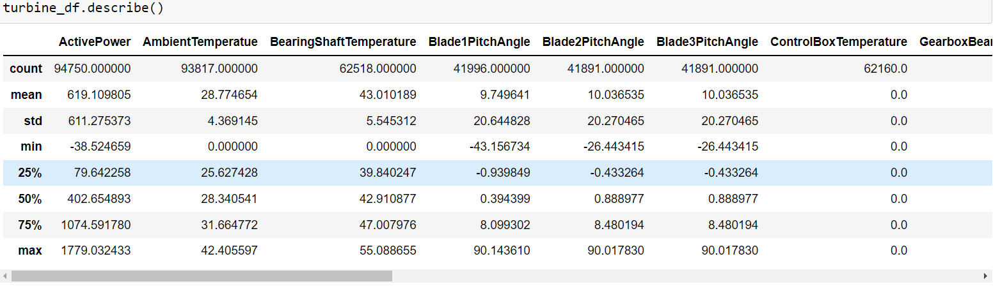 turbine_df.describe()
ActivePower AmbientTemperatue BearingShaftTemperature Blade1PitchAngle Blade2PitchAngle Blade3PitchAngle ControlBoxTemperature GearboxBear
count 94750.000000 93817.000000 62518.000000 41996.000000 41891.000000 41891.000000 62160.0
mean 619.109805 28.774654 43.010189 9.749641 10.036535 10.036535 0.0
std 611.275373 4.369145 5.545312 20.644828 20.270465 20.270465 0.0
min -38.524659 0.000000 0.000000 -43.156734 -26.443415 -26.443415 0.0
25% 79.642258 25.627428 39.840247 -0.939849 -0.433264 -0.433264 0.0
50% 402.654893 28.340541 42.910877 0.394399 0.888977 0.888977 0.0
75% 1074.591780 31.664772 47.007976 8.099302 8.480194 8.480194 0.0
max 1779.032433 42.405597 55.088655 90.143610 90.017830 90.017830 0.0